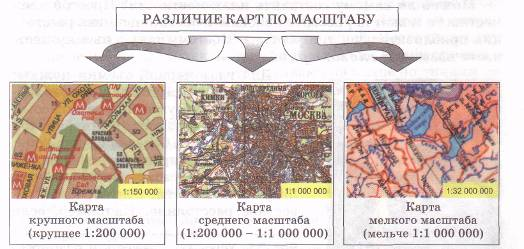 РАЗЛИЧИЕ КАРТ ПО МАСШТАБУ
КИМКИ
МОСКВА
1:150 000
1:1 000 000
1:32 000 000
Карта
крупного масштаба
(крупнее 1:200 000)
Карта
среднего масштаба
(1:200 000 – 1:1 000 000)
Карта
мелкого масштаба
(мельче 1:1 000 000)